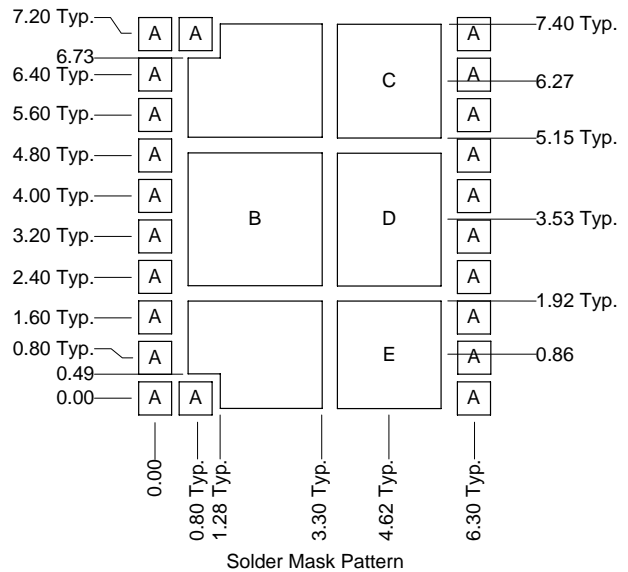 7.20 Typ. A A 7.40 Typ.
6.73 A
6.40 Typ. A C A 6.27
5.60 Typ. A A
5.15 Typ.
4.80 Typ. A A
4.00 Typ. A B D A 3.53 Typ.
3.20 Typ. A A
2.40 Typ. A A
1.92 Typ.
1.60 Typ. A A
0.80 Typ. A E A 0.86
0.49
0.00 A A A
0.00 0.80 Typ. 1.28 Typ. 3.30 Typ. 4.62 Typ. 6.30 Typ.
Solder Mask Pattern